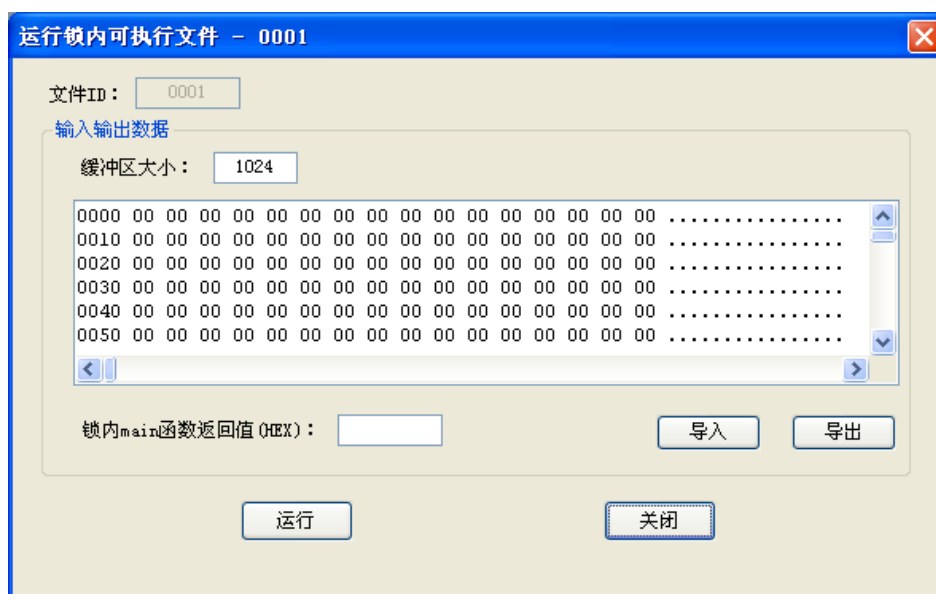 运行锁内可执行文件 - 0001
文件ID： 0001
输入输出数据
缓冲区大小： 1024
0000 00 00 00 00 00 00 00 00 00 00 00 00 00 00 00 00 ................
0010 00 00 00 00 00 00 00 00 00 00 00 00 00 00 00 00 ................
0020 00 00 00 00 00 00 00 00 00 00 00 00 00 00 00 00 ................
0030 00 00 00 00 00 00 00 00 00 00 00 00 00 00 00 00 ................
0040 00 00 00 00 00 00 00 00 00 00 00 00 00 00 00 00 ................
0050 00 00 00 00 00 00 00 00 00 00 00 00 00 00 00 00 ................
锁内main函数返回值(HEX)： 导入 导出
运行 关闭